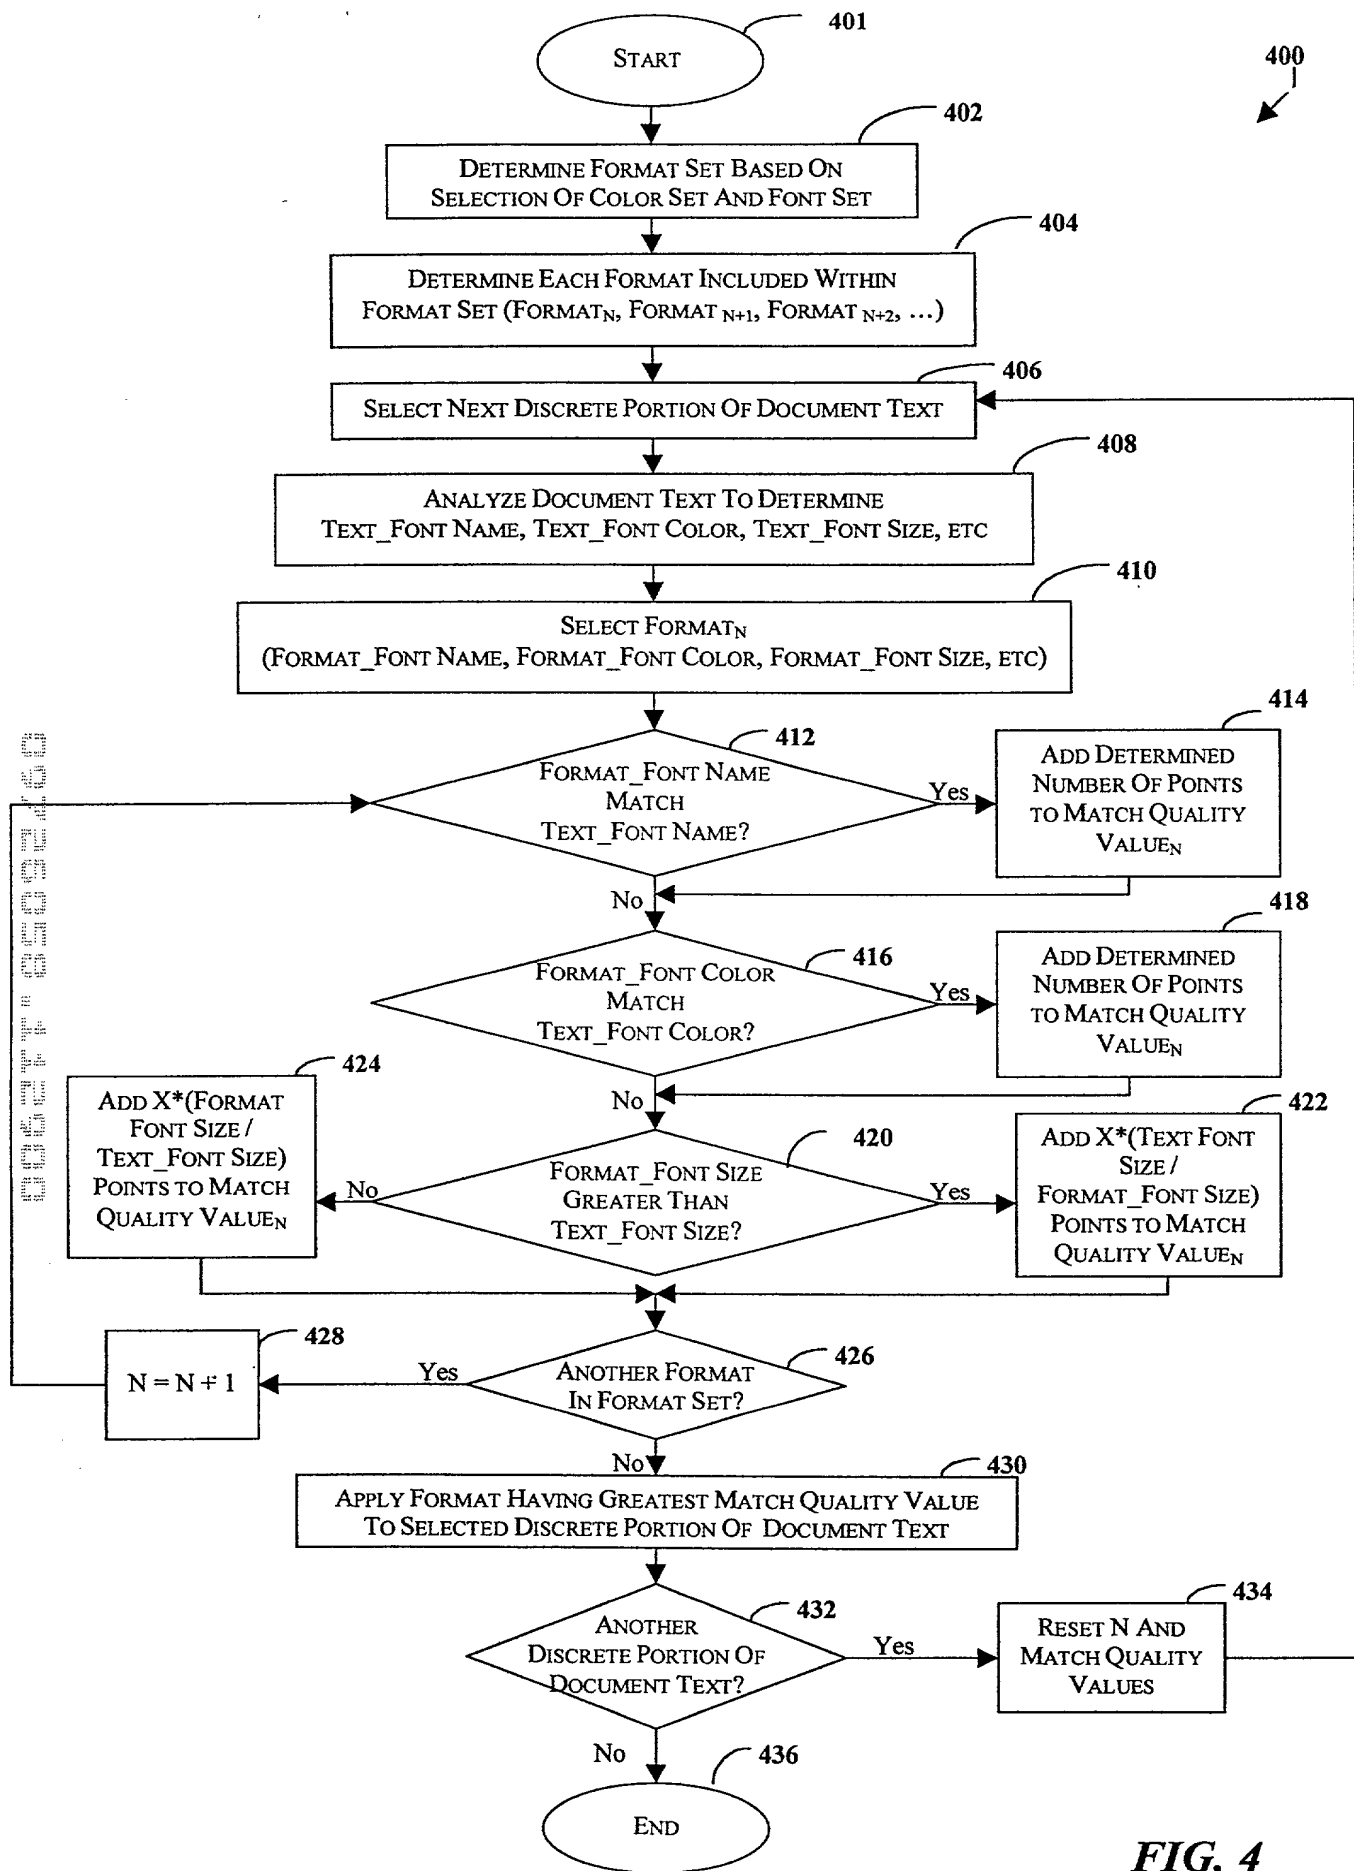 401
START
400
402
DETERMINE FORMAT SET BASED ON
SELECTION OF COLOR SET AND FONT SET
404
DETERMINE EACH FORMAT INCLUDED WITHIN
FORMAT SET (FORMATN, FORMAT N+1, FORMAT N+2, ...)
406
SELECT NEXT DISCRETE PORTION OF DOCUMENT TEXT
408
ANALYZE DOCUMENT TEXT TO DETERMINE
TEXT_FONT NAME, TEXT_FONT COLOR, TEXT_FONT SIZE, ETC
410
SELECT FORMATN
(FORMAT_FONT NAME, FORMAT_FONT COLOR, FORMAT_FONT SIZE, ETC)
412
FORMAT_FONT NAME
MATCH
TEXT_FONT NAME?
Yes
No
414
ADD DETERMINED
NUMBER OF POINTS
TO MATCH QUALITY
VALUEN
416
FORMAT_FONT COLOR
MATCH
TEXT_FONT COLOR?
Yes
No
418
ADD DETERMINED
NUMBER OF POINTS
TO MATCH QUALITY
VALUEN
424
ADD X*(FORMAT
FONT SIZE /
TEXT_FONT SIZE)
POINTS TO MATCH
QUALITY VALUEN
420
FORMAT_FONT SIZE
GREATER THAN
TEXT_FONT SIZE?
No
Yes
422
ADD X*(TEXT FONT
SIZE /
FORMAT_FONT SIZE)
POINTS TO MATCH
QUALITY VALUEN
428
N = N + 1
Yes
426
ANOTHER FORMAT
IN FORMAT SET?
No
430
APPLY FORMAT HAVING GREATEST MATCH QUALITY VALUE
TO SELECTED DISCRETE PORTION OF DOCUMENT TEXT
432
ANOTHER
DISCRETE PORTION OF
DOCUMENT TEXT?
Yes
434
RESET N AND
MATCH QUALITY
VALUES
No
436
END
FIG. 4